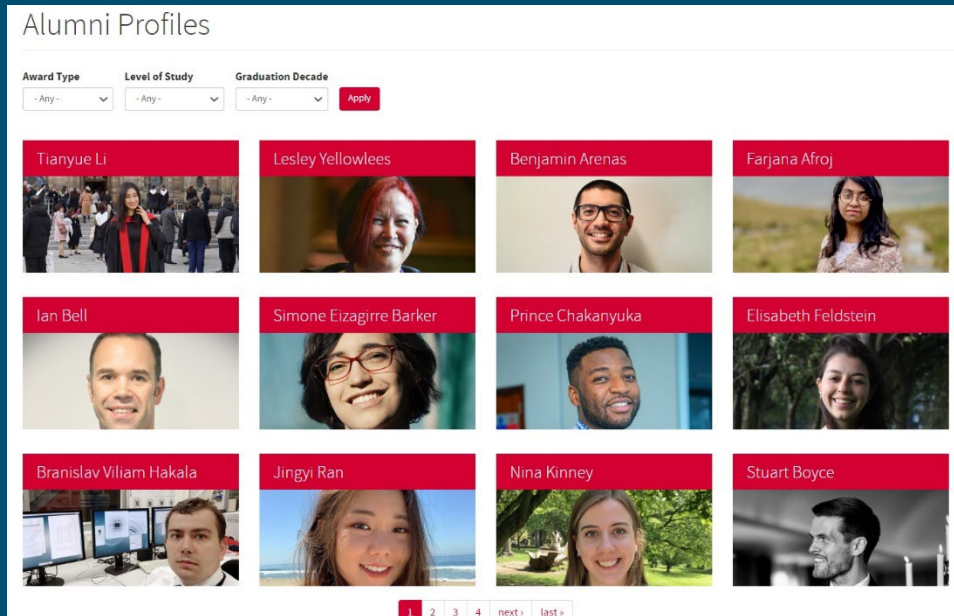 Alumni Profiles
Award Type Level of Study Graduation Decade
- Any - - Any - - Any - Apply
Tianyue Li Lesley Yellowlees Benjamin Arenas Farjana Afroj
Ian Bell Simone Eizagirre Barker Prince Chakanyuka Elisabeth Feldstein
Branislav Viliam Hakala Jingyi Ran Nina Kinney Stuart Boyce
1 2 3 4 next › last »